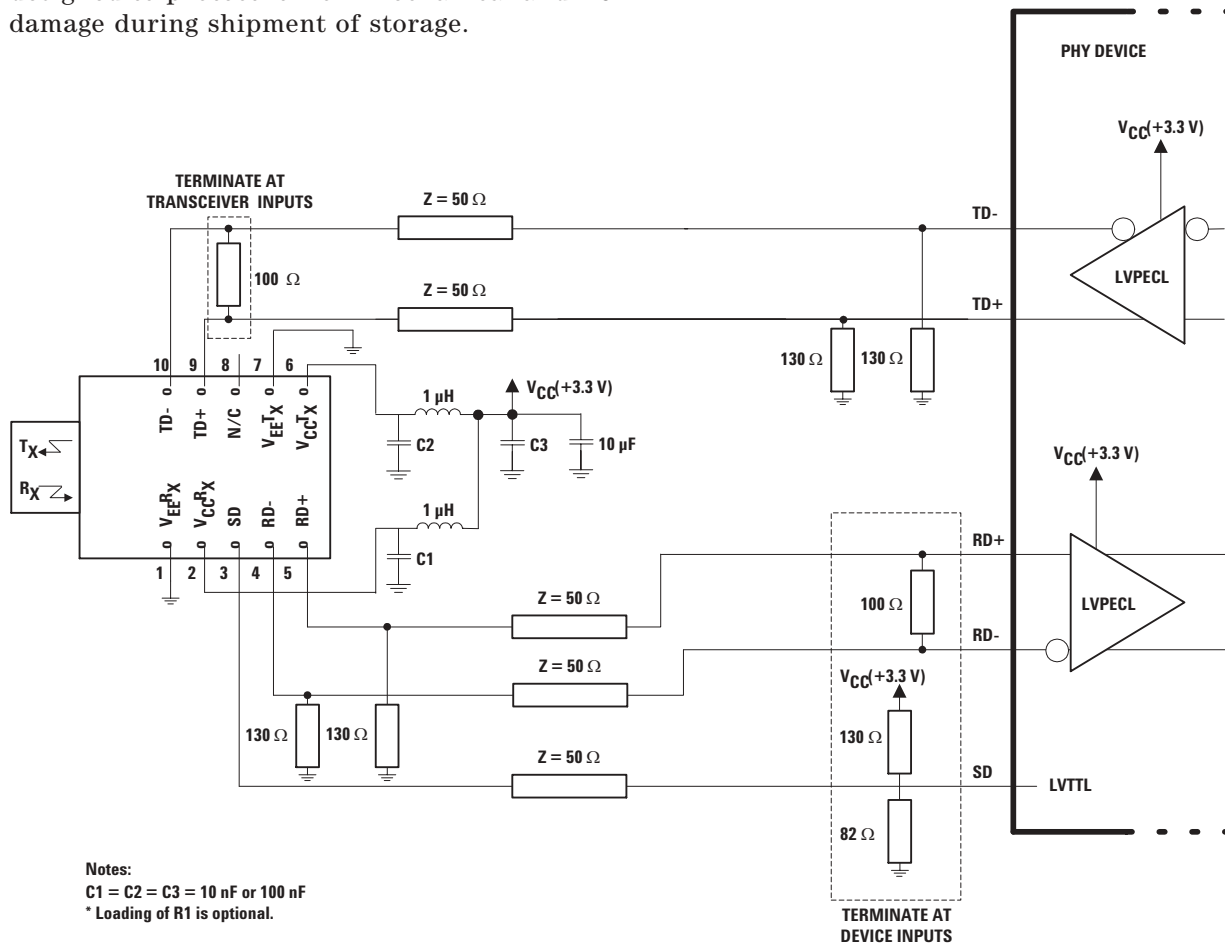 damage during shipment of storage.
PHY DEVICE
VCC(+3.3 V)
TERMINATE AT
TRANSCEIVER INPUTS
Z = 50 Ω
TD-
LVPECL
100 Ω
Z = 50 Ω
TD+
130 Ω
130 Ω
10 9 8 7 6
TD-
TD+
N/C
VEETX
VCCTX
1 µH
VCC(+3.3 V)
C2
C3
10 µF
TX
RX
VEERX
VCCRX
SD
RD-
RD+
1 µH
C1
1 2 3 4 5
VCC(+3.3 V)
RD+
LVPECL
100 Ω
RD-
Z = 50 Ω
Z = 50 Ω
VCC(+3.3 V)
130 Ω
130 Ω
130 Ω
Z = 50 Ω
SD
LVTTL
82 Ω
Notes:
C1 = C2 = C3 = 10 nF or 100 nF
* Loading of R1 is optional.
TERMINATE AT
DEVICE INPUTS